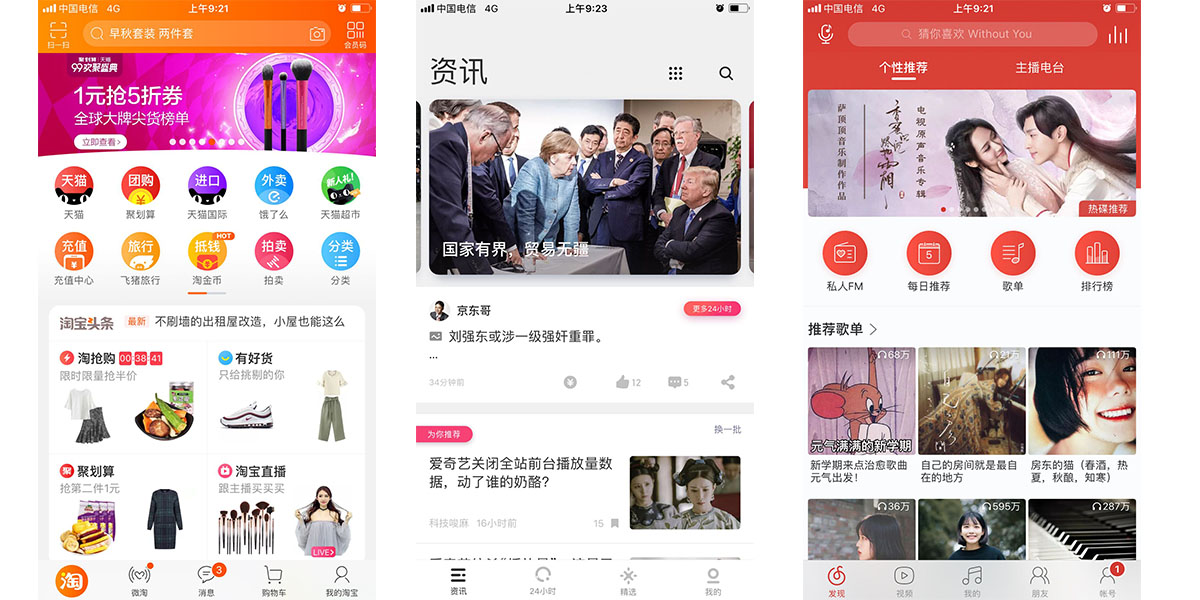 中国电信 4G 上午9:21
扫一扫
早秋套装 两件套
会员码
聚划算 天猫
99欢聚盛典
1元抢5折券
全球大牌尖货榜单
立即查看>
天猫 团购 进口 外卖 新人礼!
天猫 聚划算 天猫国际 饿了么 天猫超市
充值 旅行 抵钱 HOT 拍卖 分类
充值中心 飞猪旅行 淘金币 拍卖 分类
淘宝头条 最新 不刷墙的出租屋改造，小屋也能这么
淘抢购 00:38:41
限时限量抢半价
有好货
只给挑剔的你
聚划算
抢第二件1元
淘宝直播
跟主播买买买
LIVE>
淘
微淘
3
消息
购物车
我的淘宝
中国电信 4G 上午9:23
资讯
国家有界，贸易无疆
京东哥
更多24小时
刘强东或涉一级强奸重罪。
...
34分钟前 12 5
为你推荐
换一批
爱奇艺关闭全站前台播放量数
据，动了谁的奶酪?
科技唆麻 16小时前 15
资讯 24小时 精选 我的
中国电信 4G 上午9:21
猜你喜欢 Without You
个性推荐 主播电台
萨顶顶音乐制作作品
电视原声音乐专辑
热碟推荐
5
私人FM 每日推荐 歌单 排行榜
推荐歌单 >
68万 21万 111万
元气满满的新学期
新学期来点治愈歌曲
元气出发！
自己的房间就是最自
在的地方
房东的猫（春酒，热
夏，秋酿，知寒）
36万 595万 287万
1
发现 视频 我的 朋友 帐号